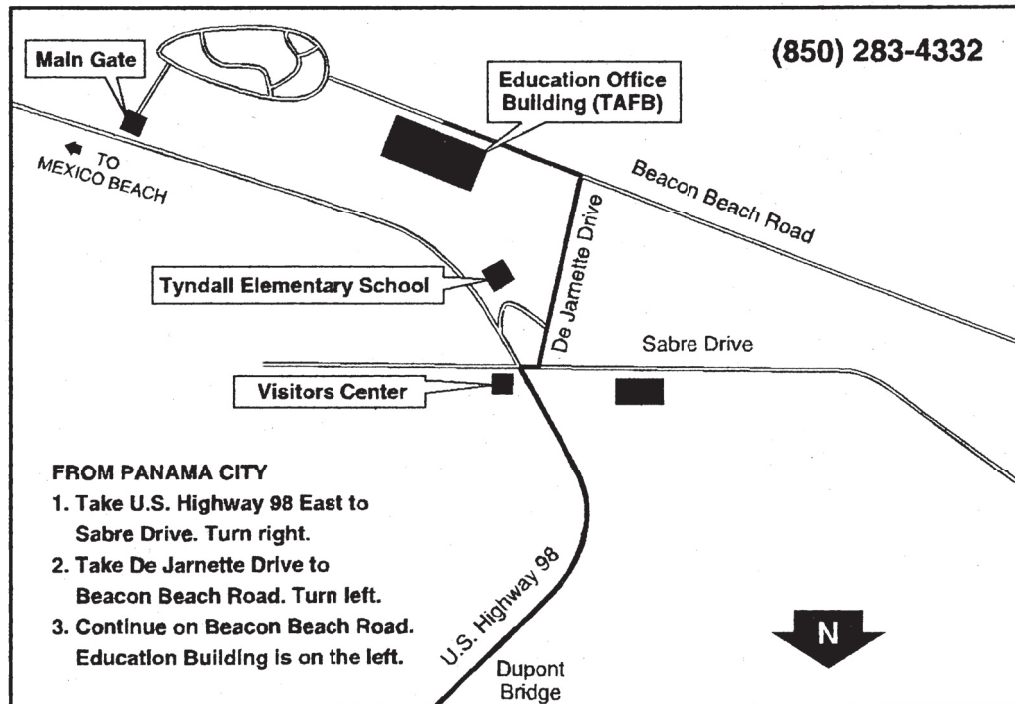 (850) 283-4332
Main Gate
Education Office
Building (TAFB)
TO
MEXICO BEACH
Beacon Beach Road
De Jarnette Drive
Tyndall Elementary School
Sabre Drive
Visitors Center
FROM PANAMA CITY
1. Take U.S. Highway 98 East to
Sabre Drive. Turn right.
2. Take De Jarnette Drive to
Beacon Beach Road. Turn left.
3. Continue on Beacon Beach Road.
Education Building is on the left.
U.S. Highway 98
Dupont
Bridge
N